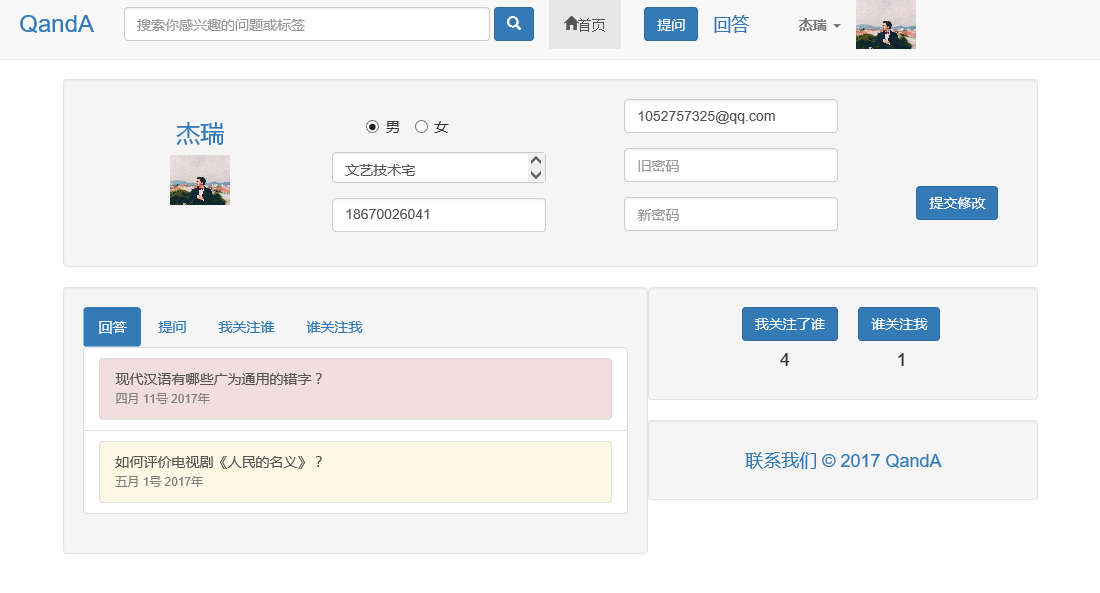 QandA 搜索你感兴趣的问题或标签 首页 提问 回答 杰瑞
杰瑞
男 女
文艺技术宅
18670026041
1052757325@qq.com
旧密码
新密码
提交修改
回答 提问 我关注谁 谁关注我
现代汉语有哪些广为通用的错字？
四月 11号 2017年
如何评价电视剧《人民的名义》？
五月 1号 2017年
我关注了谁 谁关注我
4 1
联系我们 © 2017 QandA